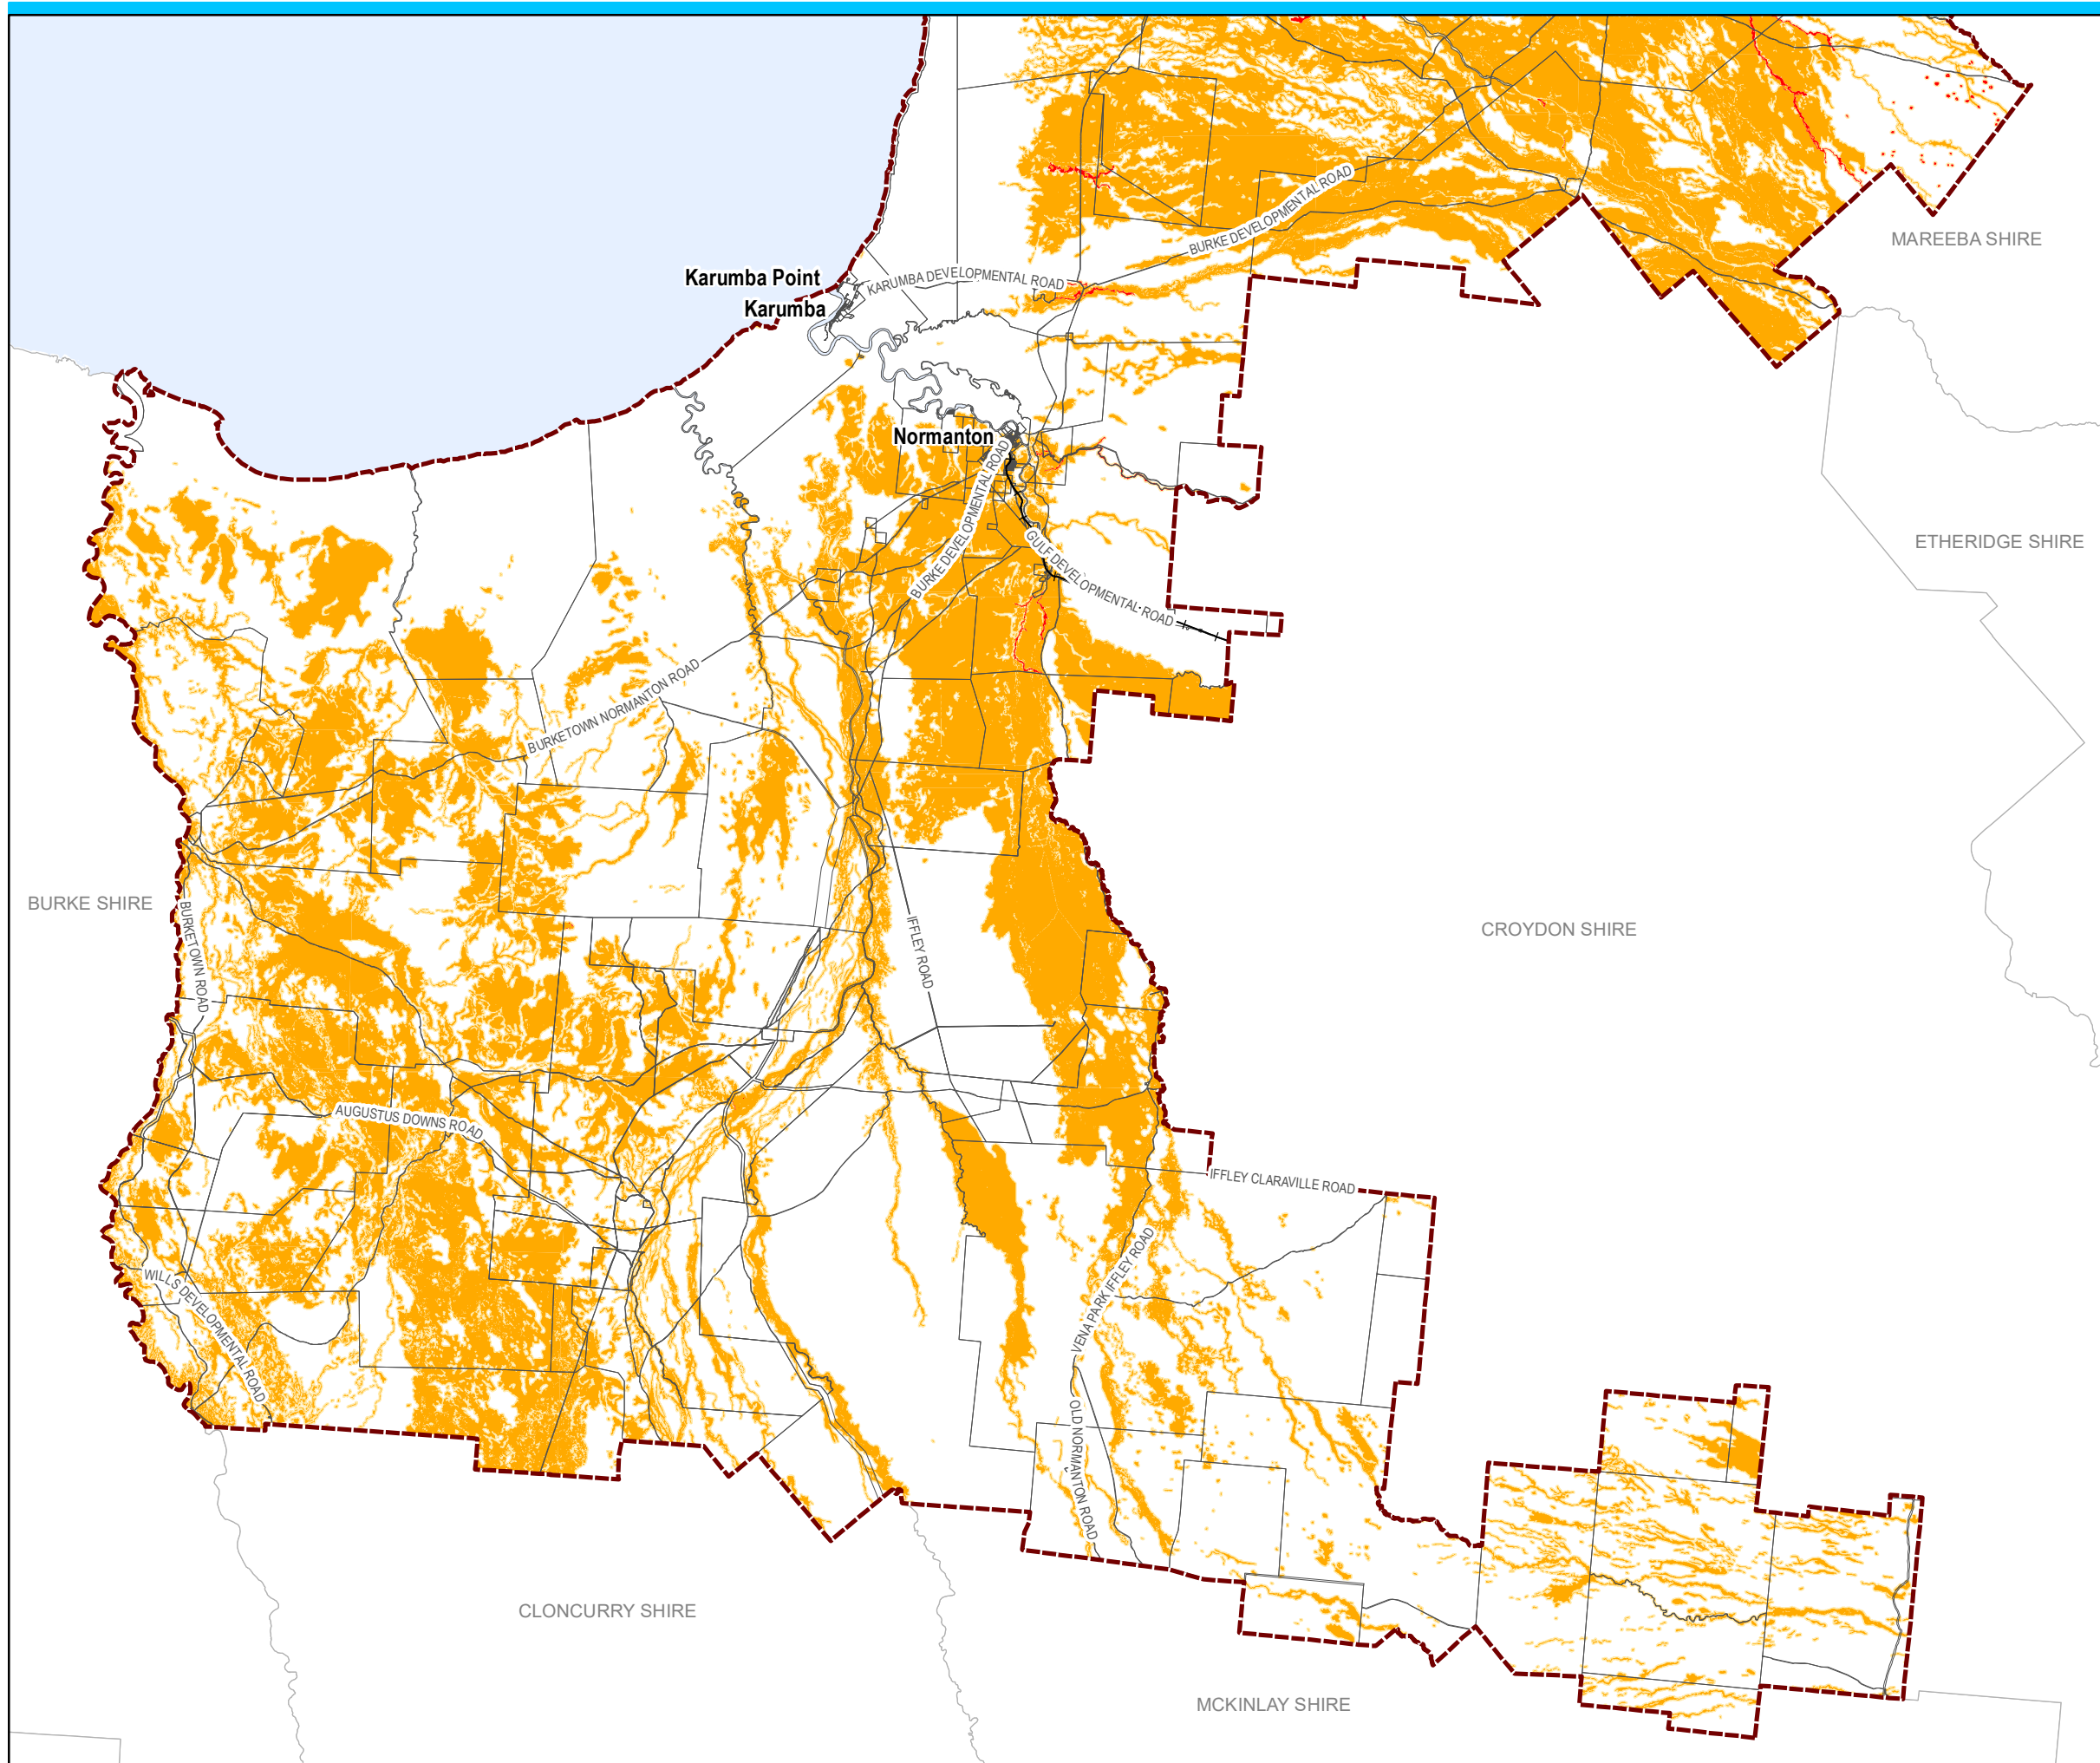 MAREEBA SHIRE
BURKE DEVELOPMENTAL ROAD
Karumba Point
KARUMBA DEVELOPMENTAL ROAD
Karumba
Normanton
BURKE DEVELOPMENTAL ROAD
GULF DEVELOPMENTAL ROAD
ETHERIDGE SHIRE
BURKETOWN NORMANTON ROAD
BURKE SHIRE
BURKETOWN ROAD
IFFLEY ROAD
CROYDON SHIRE
AUGUSTUS DOWNS ROAD
IFFLEY CLARAVILLE ROAD
VENA PARK IFFLEY ROAD
WILLS DEVELOPMENTAL ROAD
OLD NORMANTON ROAD
CLONCURRY SHIRE
MCKINLAY SHIRE